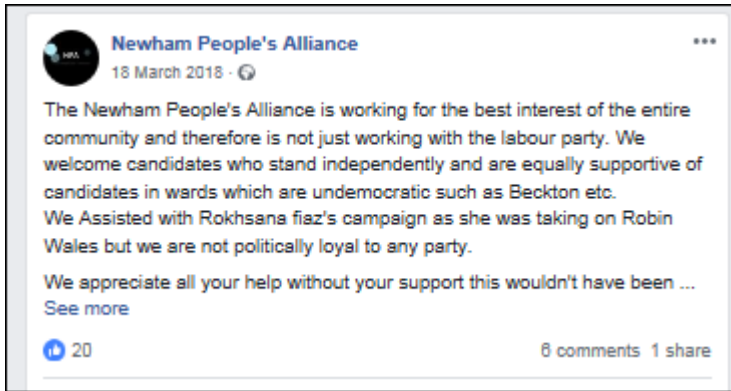 NPA
Newham People's Alliance
18 March 2018 ·
The Newham People's Alliance is working for the best interest of the entire
community and therefore is not just working with the labour party. We
welcome candidates who stand independently and are equally supportive of
candidates in wards which are undemocratic such as Beckton etc.
We Assisted with Rokhsana fiaz's campaign as she was taking on Robin
Wales but we are not politically loyal to any party.
We appreciate all your help without your support this wouldn't have been ...
See more
20
6 comments 1 share